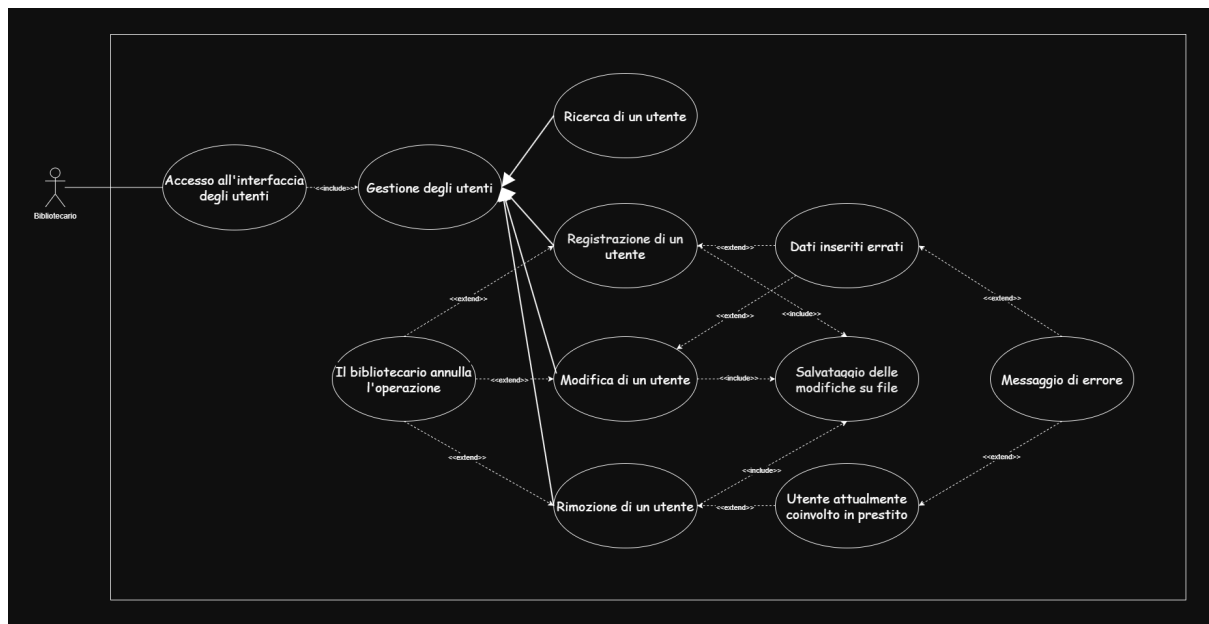 Ricerca di un utente
Accesso all'interfaccia
degli utenti
<<include>>
Gestione degli utenti
Bibliotecario
Registrazione di un
utente
<<extend>>
Dati inseriti errati
<<extend>>
<<extend>>
<<extend>>
<<include>>
Il bibliotecario annulla
l'operazione
<<extend>>
Modifica di un utente
<<include>>
Salvataggio delle
modifiche su file
Messaggio di errore
<<extend>>
<<include>>
<<extend>>
Rimozione di un utente
<<extend>>
Utente attualmente
coinvolto in prestito